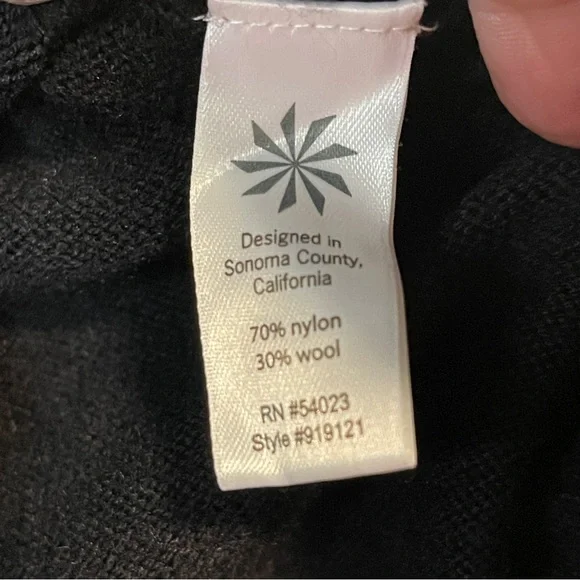 Designed in
Sonoma County,
California
70% nylon
30% wool
RN #54023
Style #919121